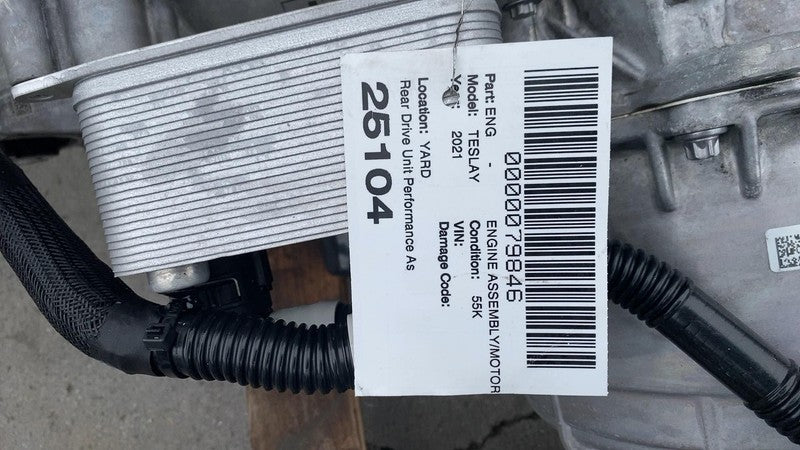 0000079846
Part: ENG - ENGINE ASSEMBLY/MOTOR
Model: TESLAY Condition: 55K
Year: 2021 VIN:
Damage Code:
Location: YARD
Rear Drive Unit Performance As
25104